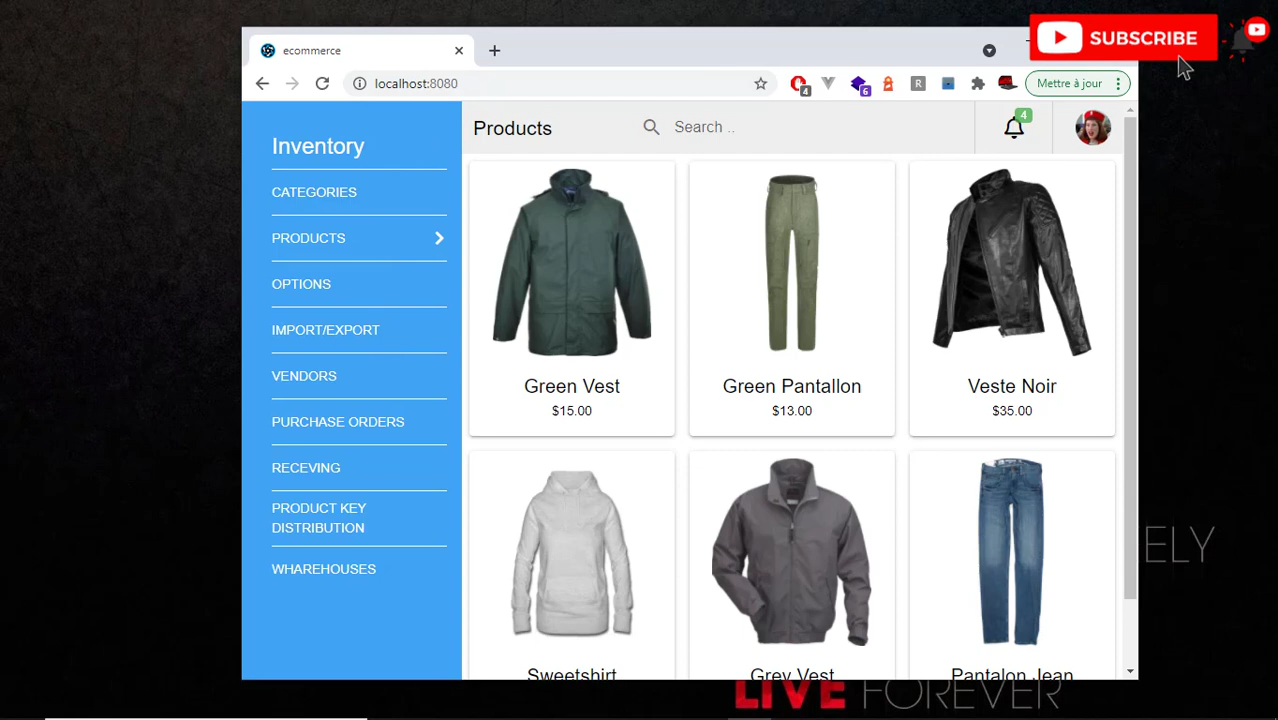 SUBSCRIBE
ecommerce
localhost:8080
4
6
R
Mettre à jour
Inventory
CATEGORIES
PRODUCTS
OPTIONS
IMPORT/EXPORT
VENDORS
PURCHASE ORDERS
RECEVING
PRODUCT KEY
DISTRIBUTION
WHAREHOUSES
Products
Search ..
4
Green Vest
$15.00
Green Pantallon
$13.00
Veste Noir
$35.00
Sweetshirt
Grey Vest
Pantalon Jean
ELY
LIVE FOREVER